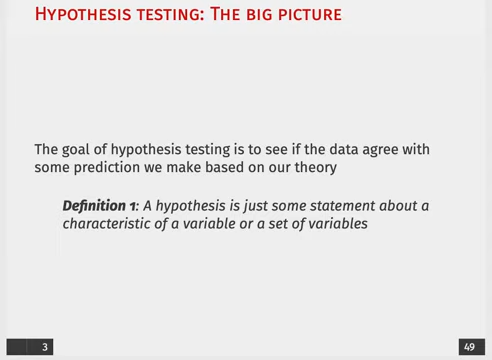 Hypothesis testing: The big picture
The goal of hypothesis testing is to see if the data agree with
some prediction we make based on our theory
Definition 1: A hypothesis is just some statement about a
characteristic of a variable or a set of variables
3
49